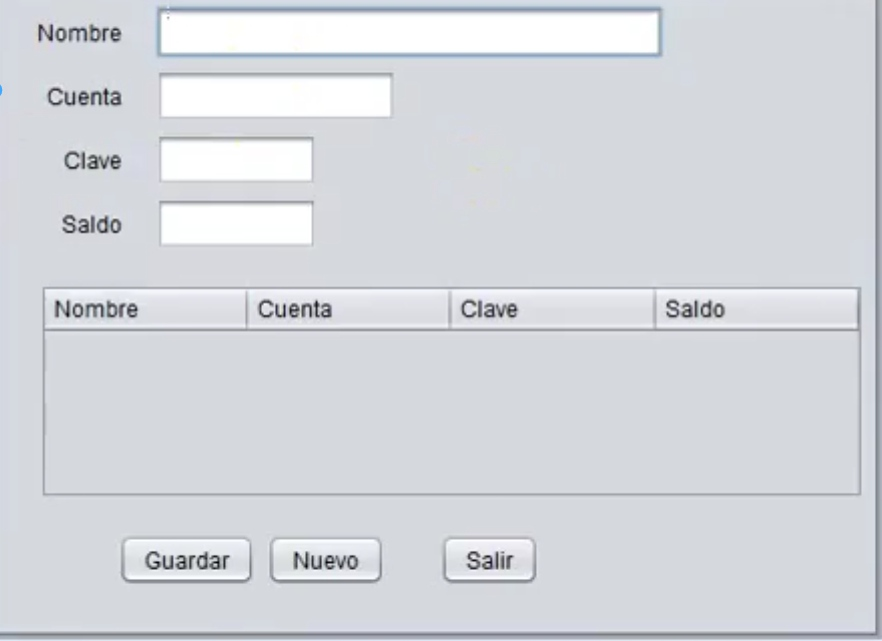 Nombre
Cuenta
Clave
Saldo
Nombre Cuenta Clave Saldo
Guardar Nuevo Salir